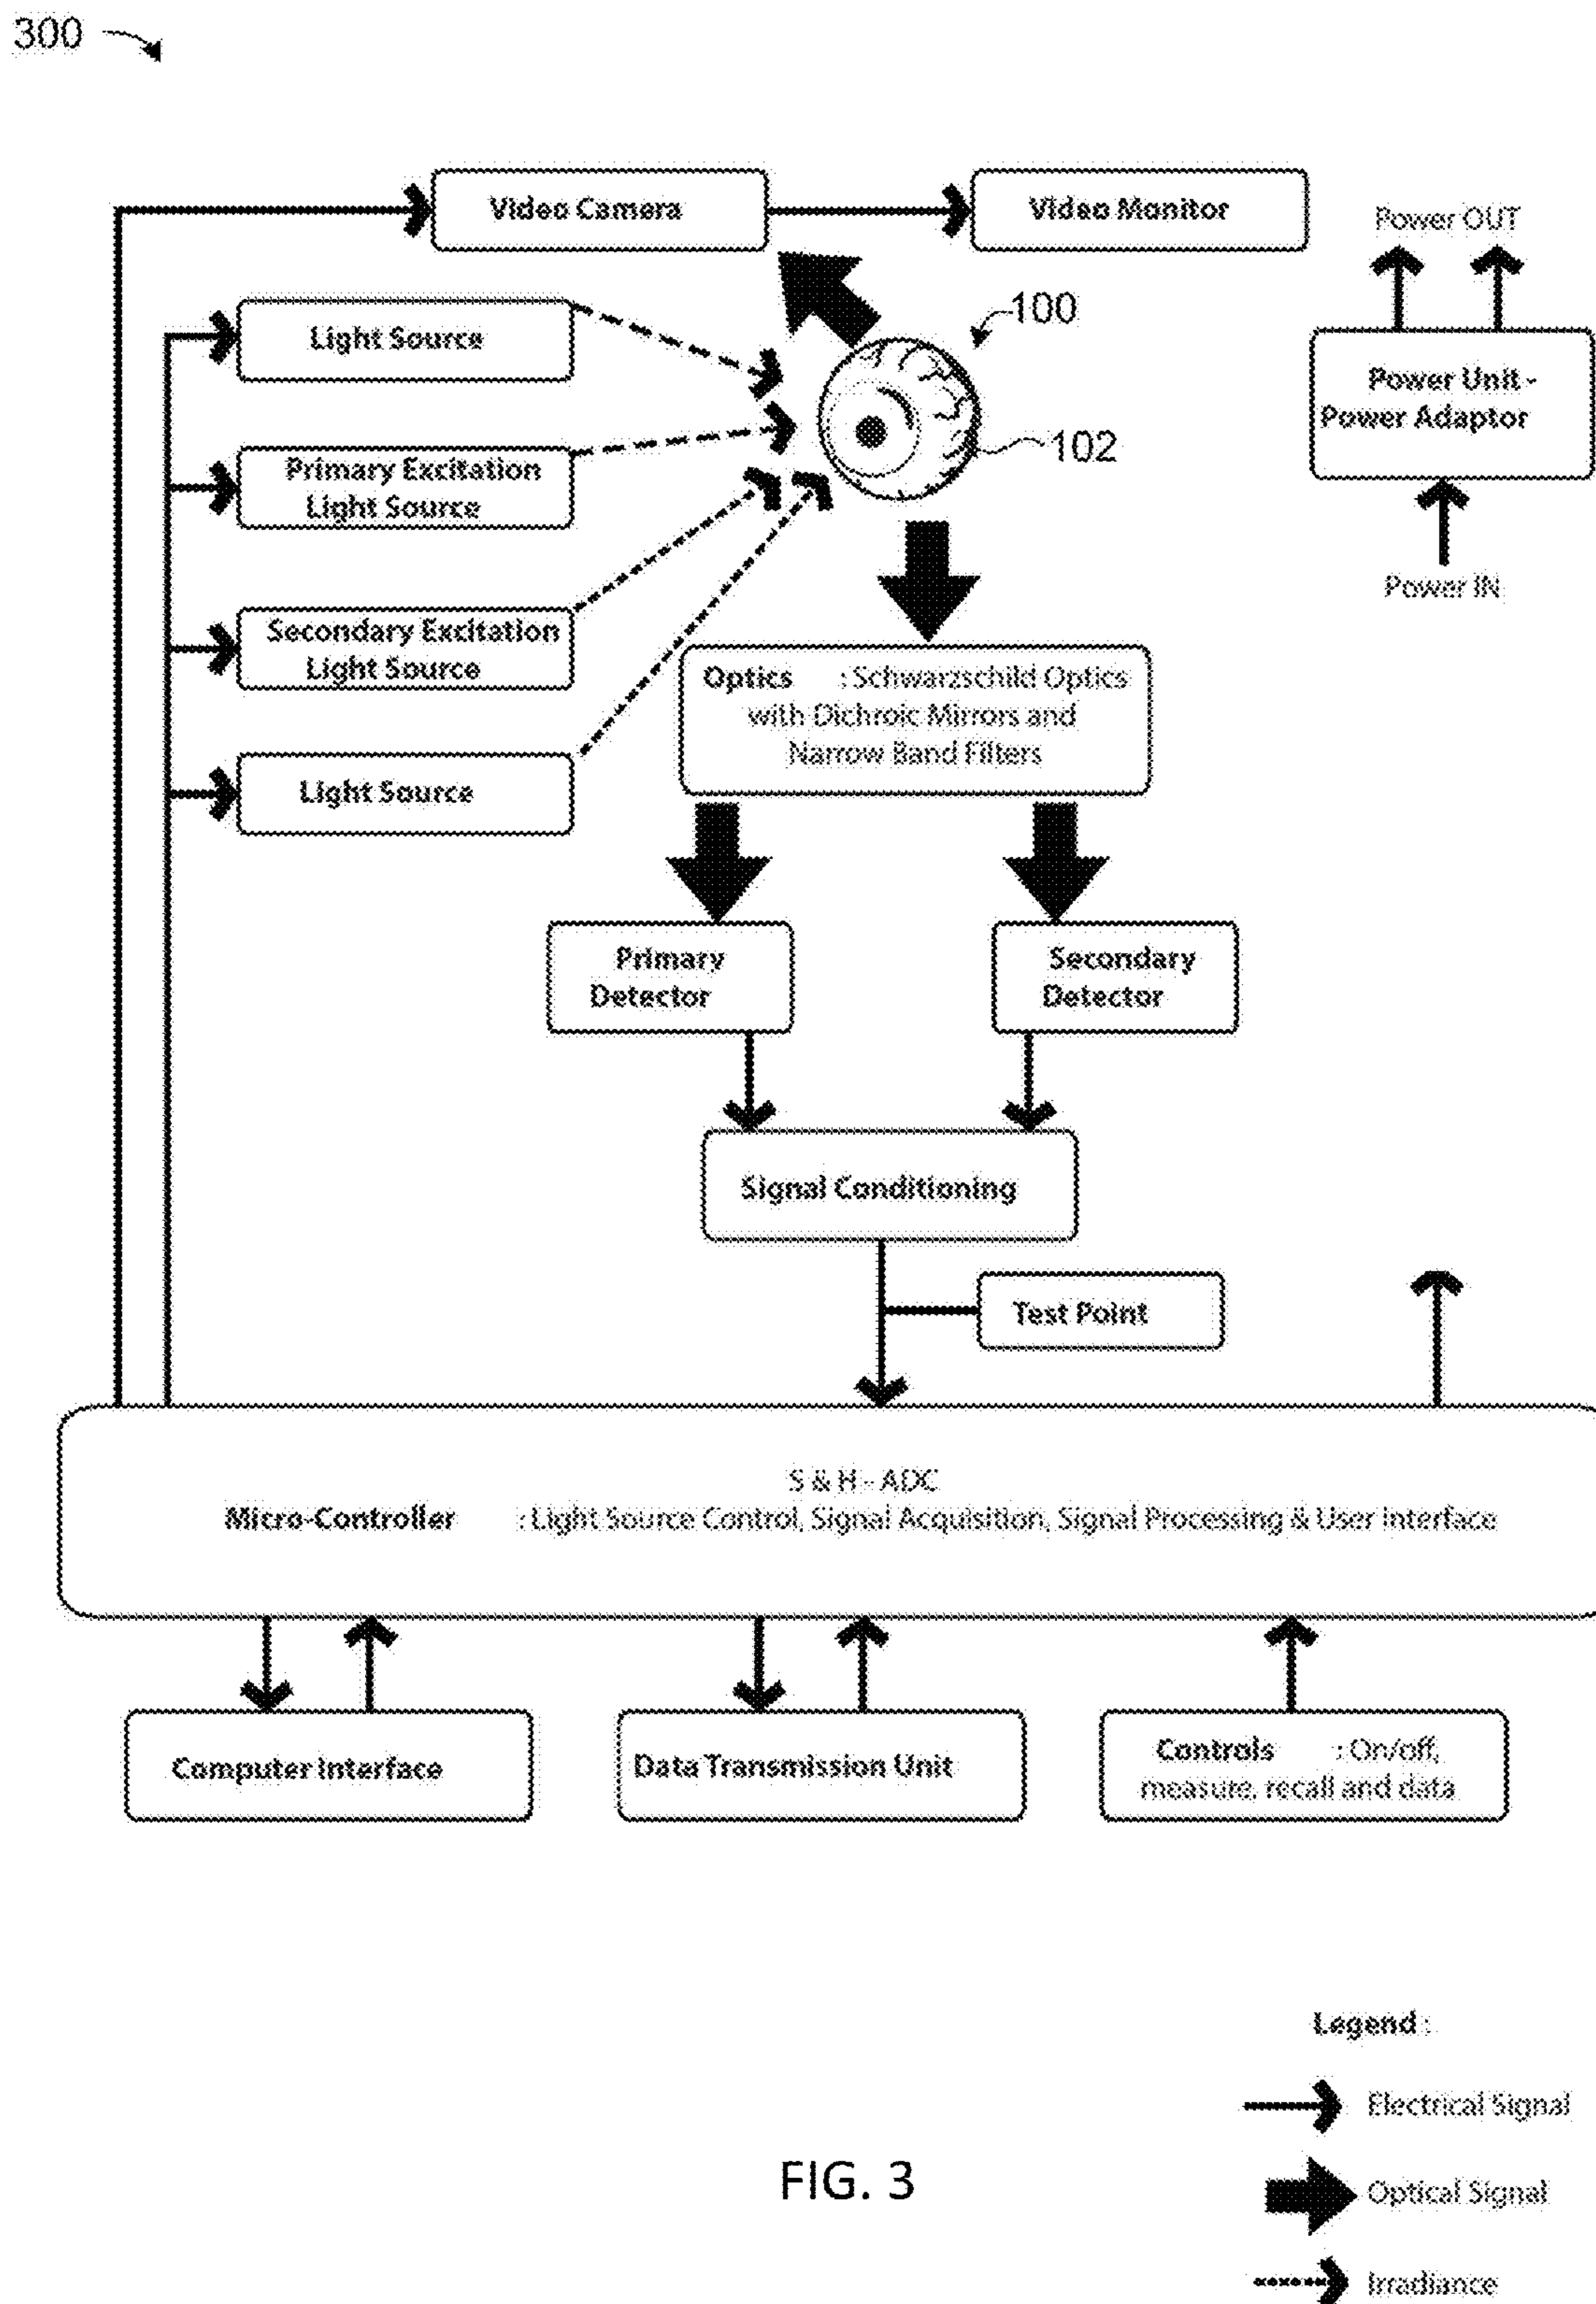 300
Video Camera
Video Monitor
Power OUT
100
Light Source
Power Unit -
Power Adaptor
102
Primary Excitation
Light Source
Power IN
Secondary Excitation
Light Source
Optics : Schwarzschild Optics
with Dichroic Mirrors and
Narrow Band Filters
Light Source
Primary
Detector
Secondary
Detector
Signal Conditioning
Test Point
S & H - ADC
Micro-Controller : Light Source Control, Signal Acquisition, Signal Processing & User Interface
Computer Interface
Data Transmission Unit
Controls : On/off,
measure, recall and data
Legend :
Electrical Signal
FIG. 3
Optical Signal
Irradiance